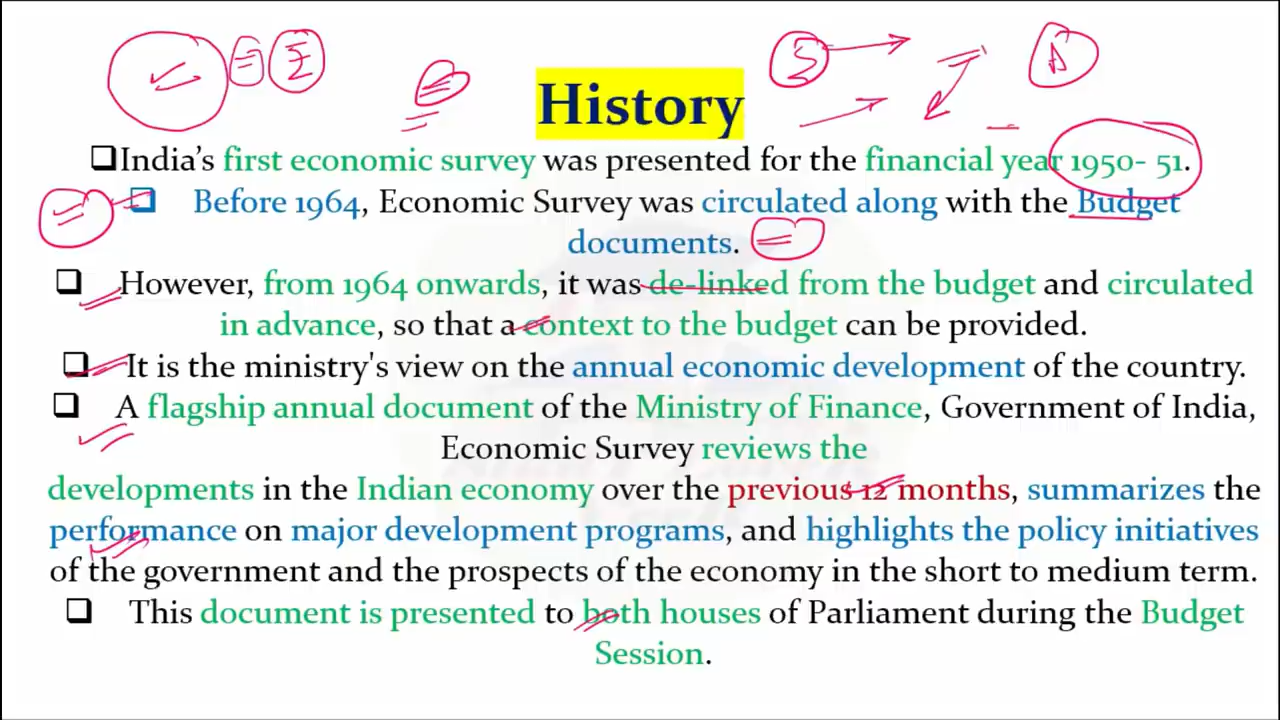 History
❑India's first economic survey was presented for the financial year 1950- 51.
❑ Before 1964, Economic Survey was circulated along with the Budget
documents.
❑ However, from 1964 onwards, it was de-linked from the budget and circulated
in advance, so that a context to the budget can be provided.
❑ It is the ministry's view on the annual economic development of the country.
❑ A flagship annual document of the Ministry of Finance, Government of India,
Economic Survey reviews the
developments in the Indian economy over the previous 12 months, summarizes the
performance on major development programs, and highlights the policy initiatives
of the government and the prospects of the economy in the short to medium term.
❑ This document is presented to both houses of Parliament during the Budget
Session.